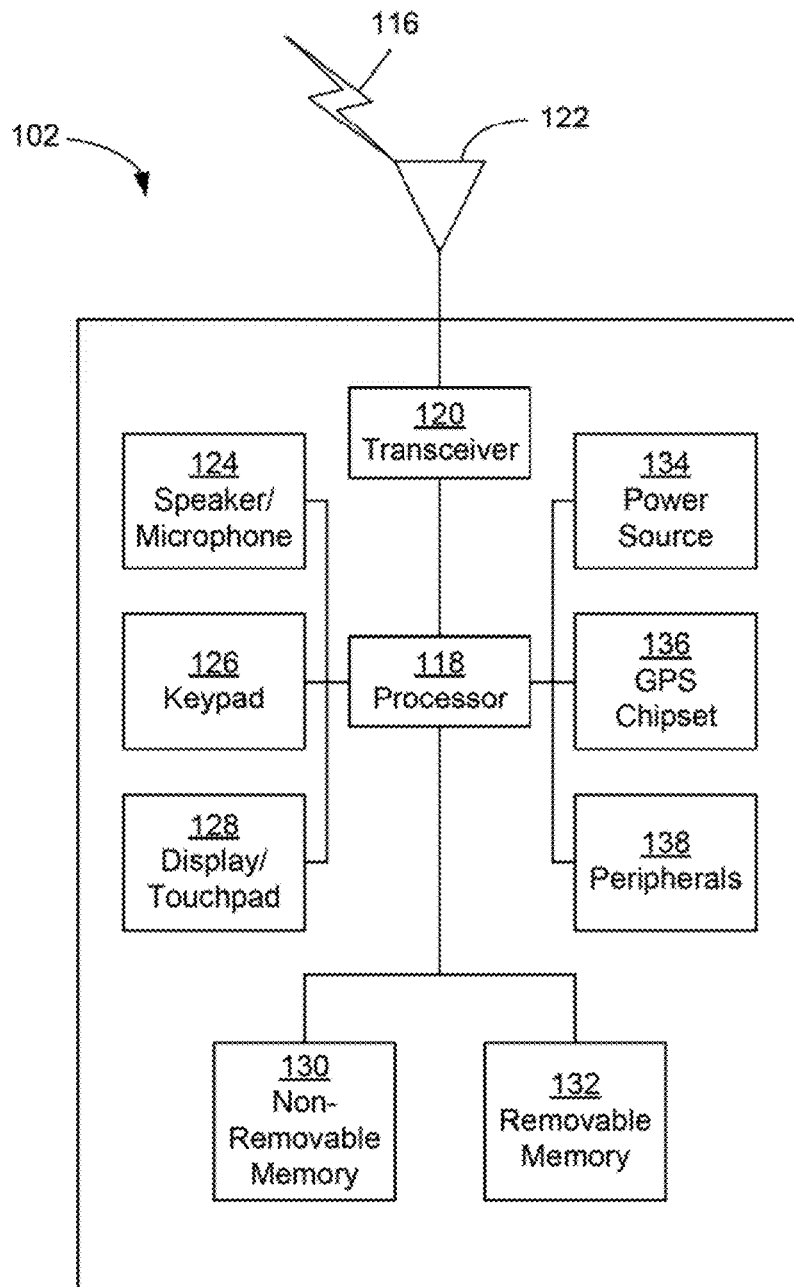 116
122
102
120
Transceiver
124
Speaker/
Microphone
134
Power
Source
126
Keypad
118
Processor
136
GPS
Chipset
128
Display/
Touchpad
138
Peripherals
130
Non-
Removable
Memory
132
Removable
Memory